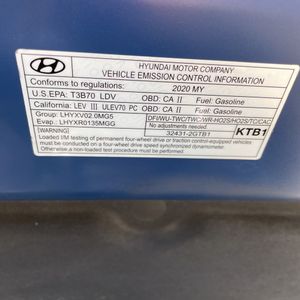 HYUNDAI MOTOR COMPANY
VEHICLE EMISSION CONTROL INFORMATION
Conforms to regulations: 2020 MY
U.S.EPA: T3B70 LDV OBD: CA II Fuel: Gasoline
California: LEV III ULEV70 PC OBD: CA II Fuel: Gasoline
Group: LHYXV02.0MG5 DFI/WU-TWC/TWC/WR-HO2S/HO2S/TC/CAC
Evap.: LHYXR0135MGG 32431-2GTB1 KTB1
WARNING
Loaded I/M testing of permanent four-wheel drive or traction control-equipped vehicles
must be conducted on a four-wheel drive speed synchronized dynamometer.
Otherwise, a non-loaded test procedure must be used.